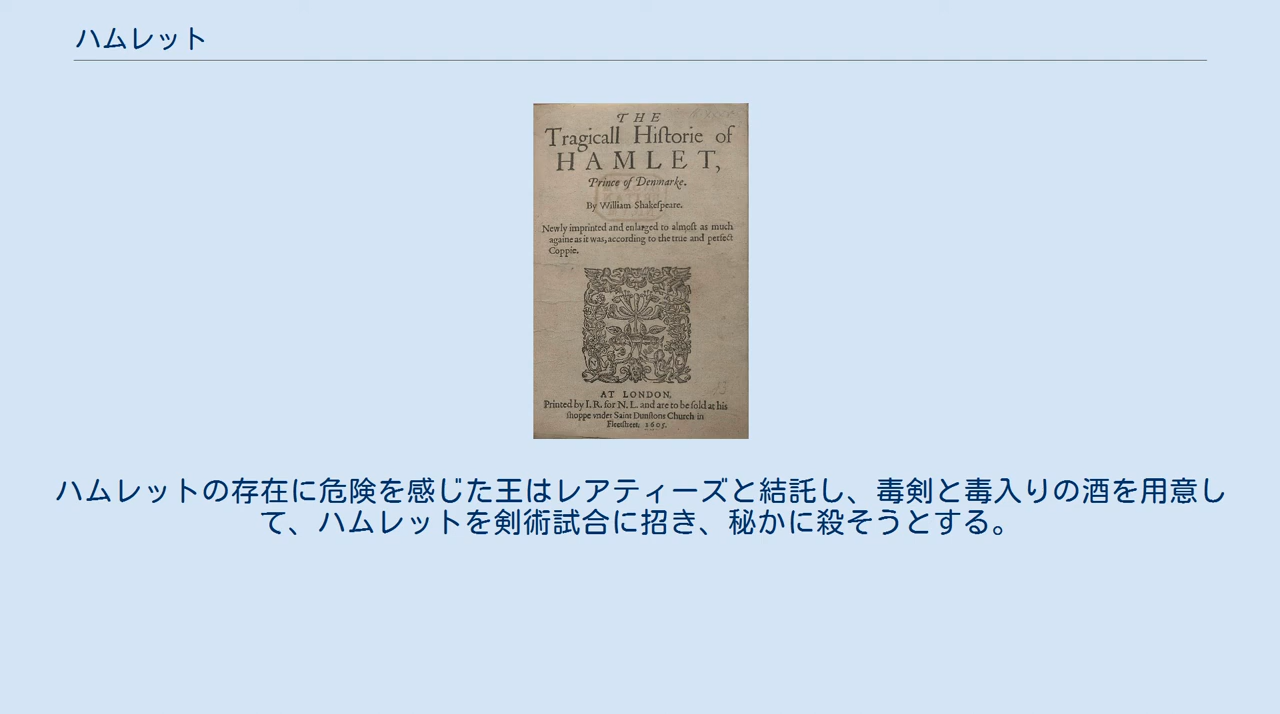 ハムレット
THE
Tragicall Hiſtorie of
HAMLET,
Prince of Denmarke.
By William Shakeſpeare.
Newly imprinted and enlarged to almoſt as much
againe as it was, according to the true and perfect
Coppie.
AT LONDON,
Printed by I. R. for N. L. and are to be ſold at his
ſhoppe vnder Saint Dunſtons Church in
Fleetſtreet. 1605.
ハムレットの存在に危険を感じた王はレアティーズと結託し、毒剣と毒入りの酒を用意し
て、ハムレットを剣術試合に招き、秘かに殺そうとする。